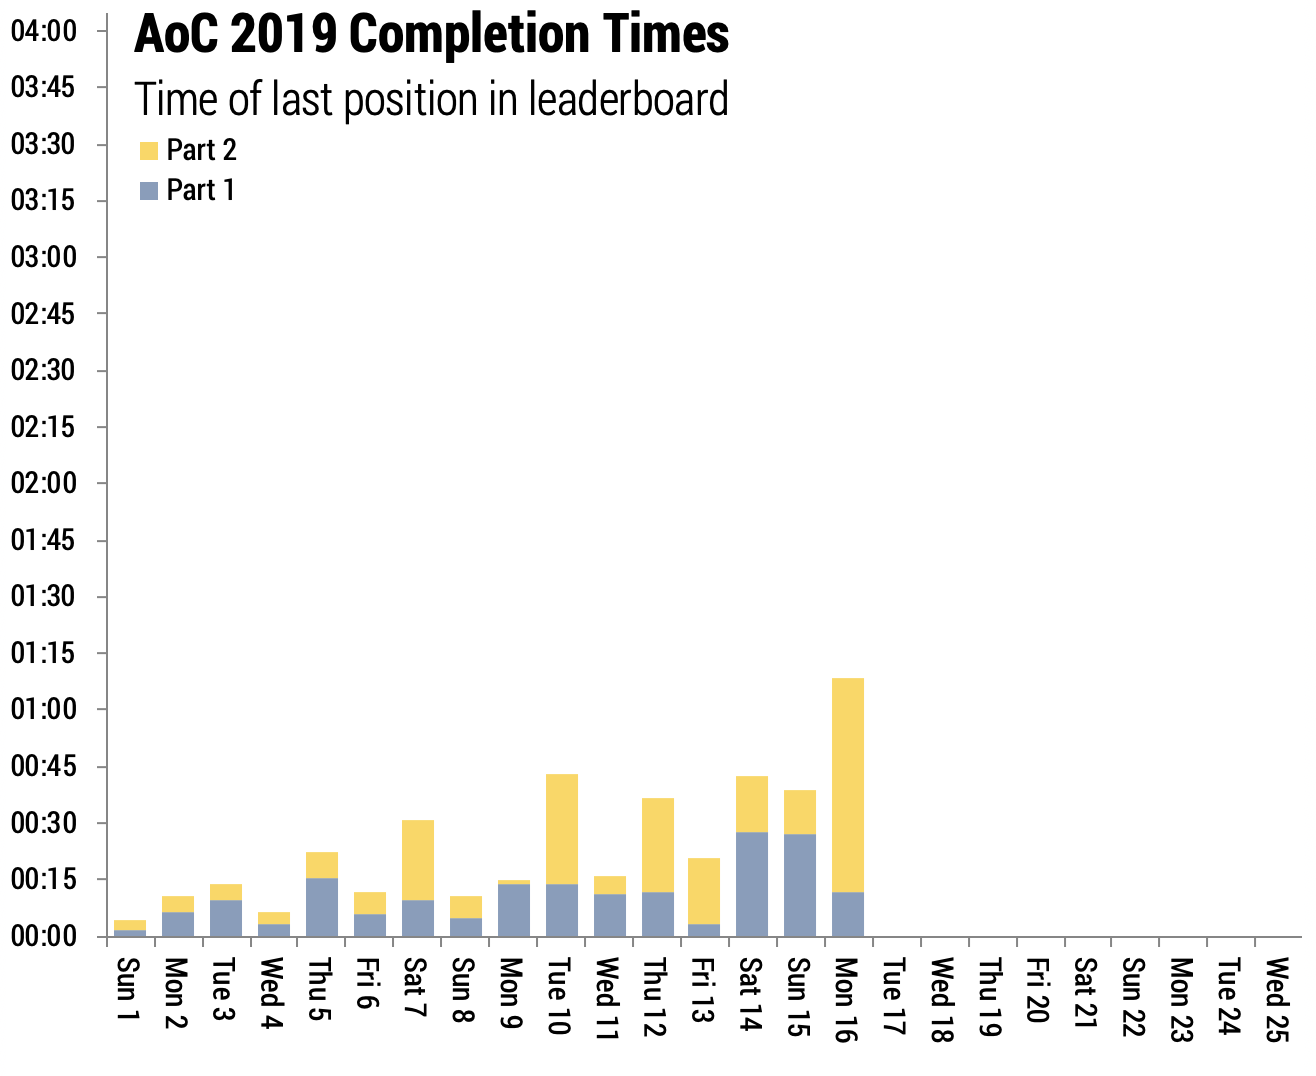 AoC 2019 Completion Times
Time of last position in leaderboard
Part 2
Part 1
04:00
03:45
03:30
03:15
03:00
02:45
02:30
02:15
02:00
01:45
01:30
01:15
01:00
00:45
00:30
00:15
00:00
Sun 1
Mon 2
Tue 3
Wed 4
Thu 5
Fri 6
Sat 7
Sun 8
Mon 9
Tue 10
Wed 11
Thu 12
Fri 13
Sat 14
Sun 15
Mon 16
Tue 17
Wed 18
Thu 19
Fri 20
Sat 21
Sun 22
Mon 23
Tue 24
Wed 25